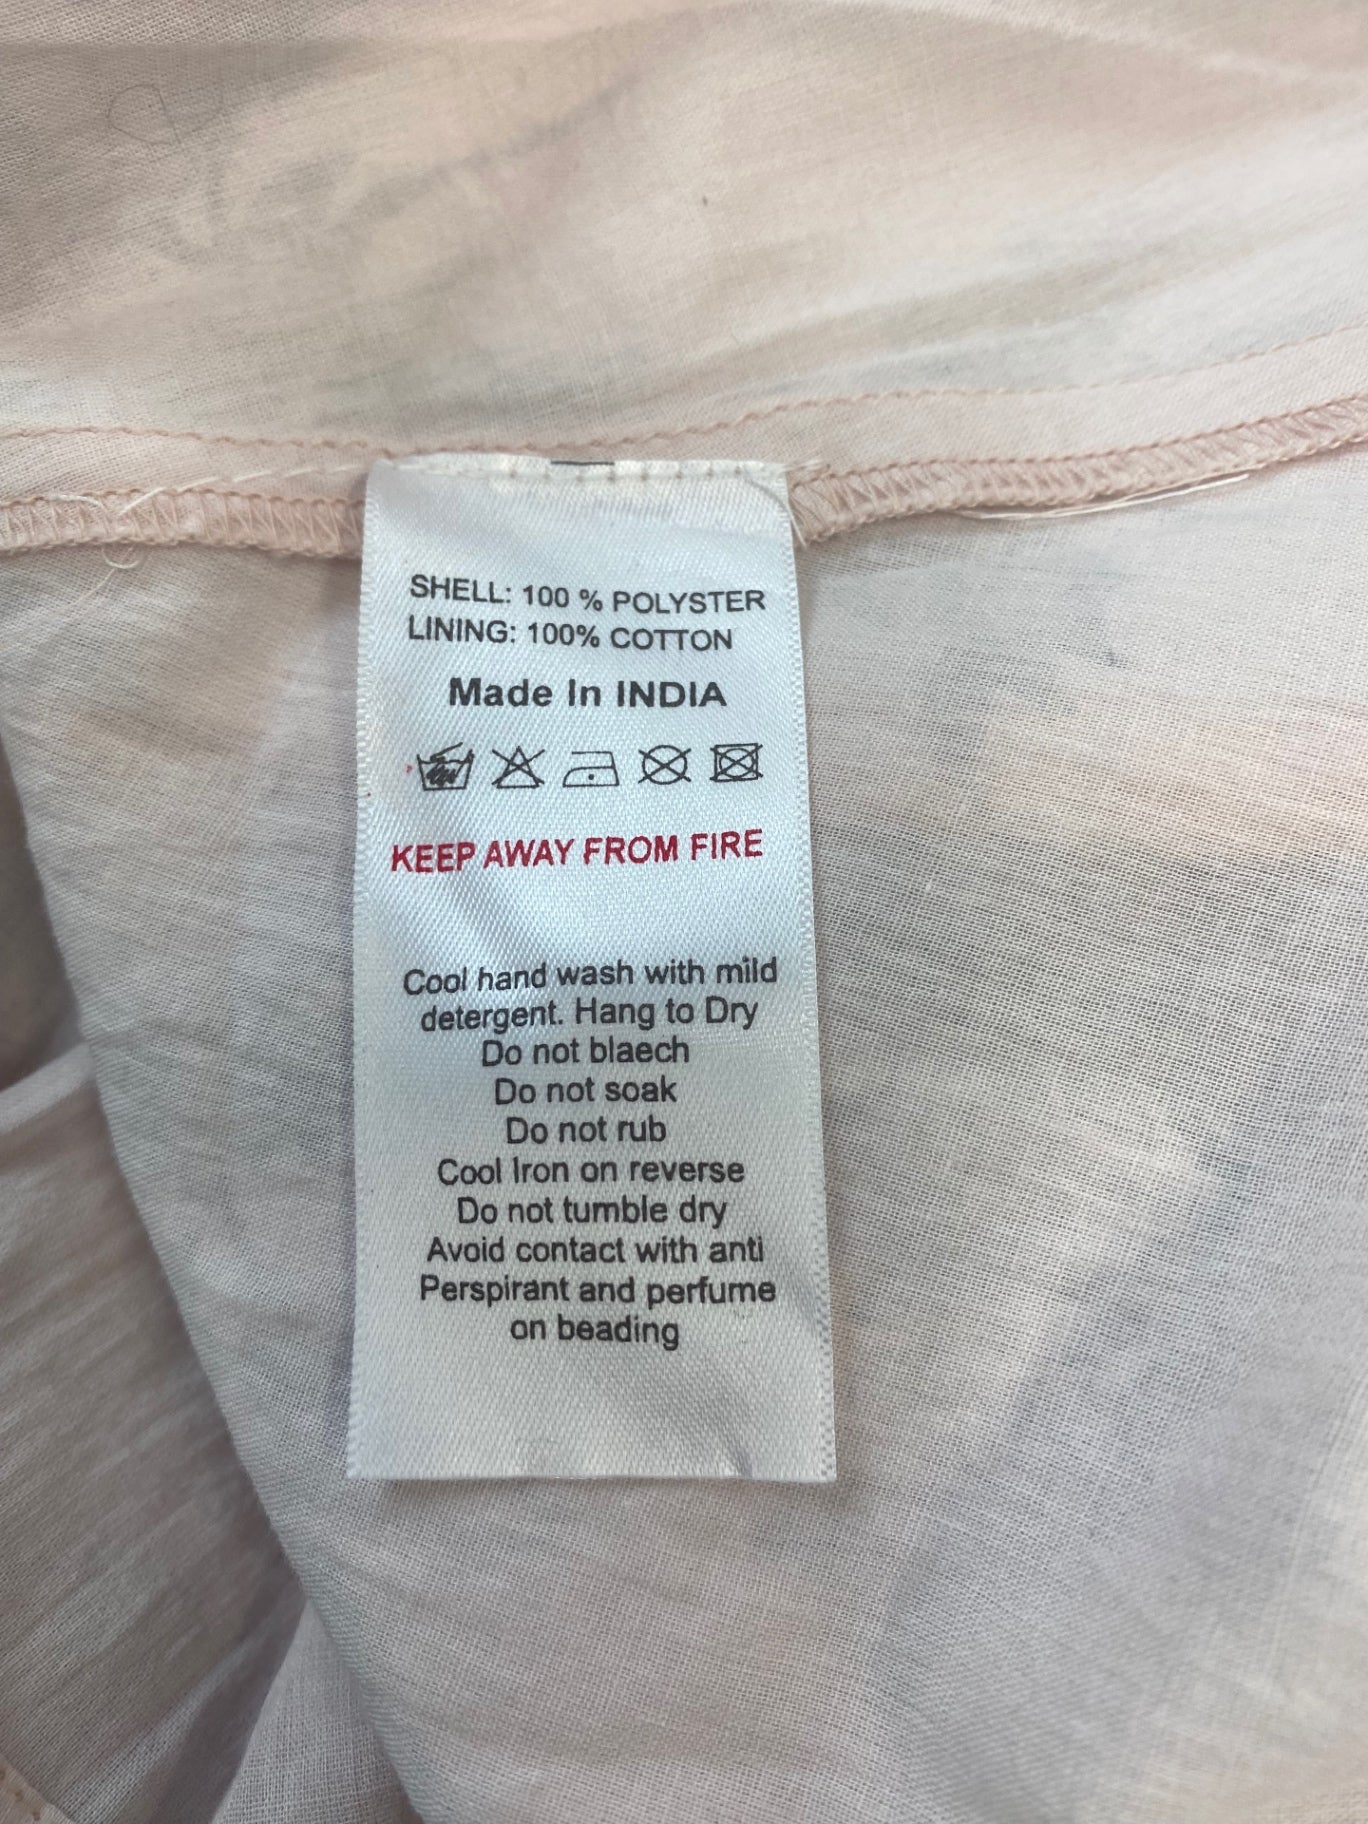 SHELL: 100 % POLYSTER
LINING: 100% COTTON
Made In INDIA
KEEP AWAY FROM FIRE
Cool hand wash with mild
detergent. Hang to Dry
Do not blaech
Do not soak
Do not rub
Cool Iron on reverse
Do not tumble dry
Avoid contact with anti
Perspirant and perfume
on beading